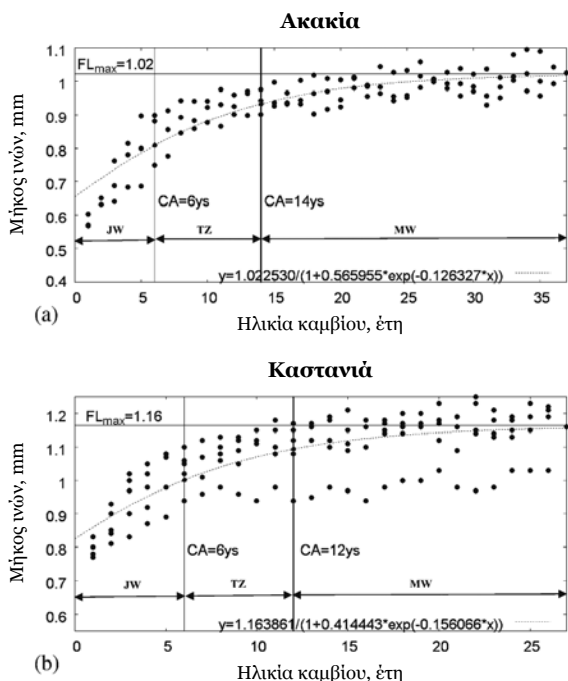 Ακακία
FLmax=1.02
1.1
1
0.9
0.8
0.7
0.6
0.5
0.4
Μήκος ινών, mm
CA=6ys
CA=14ys
JW
TZ
MW
y=1.022530/(1+0.565955*exp(-0.126327*x))
0 5 10 15 20 25 30 35
(a)
Ηλικία καμβίου, έτη
Καστανιά
FLmax=1.16
1.2
1.1
1
0.9
0.8
0.7
0.6
Μήκος ινών, mm
CA=6ys
CA=12ys
JW
TZ
MW
y=1.163861/(1+0.414443*exp(-0.156066*x))
0 5 10 15 20 25
(b)
Ηλικία καμβίου, έτη